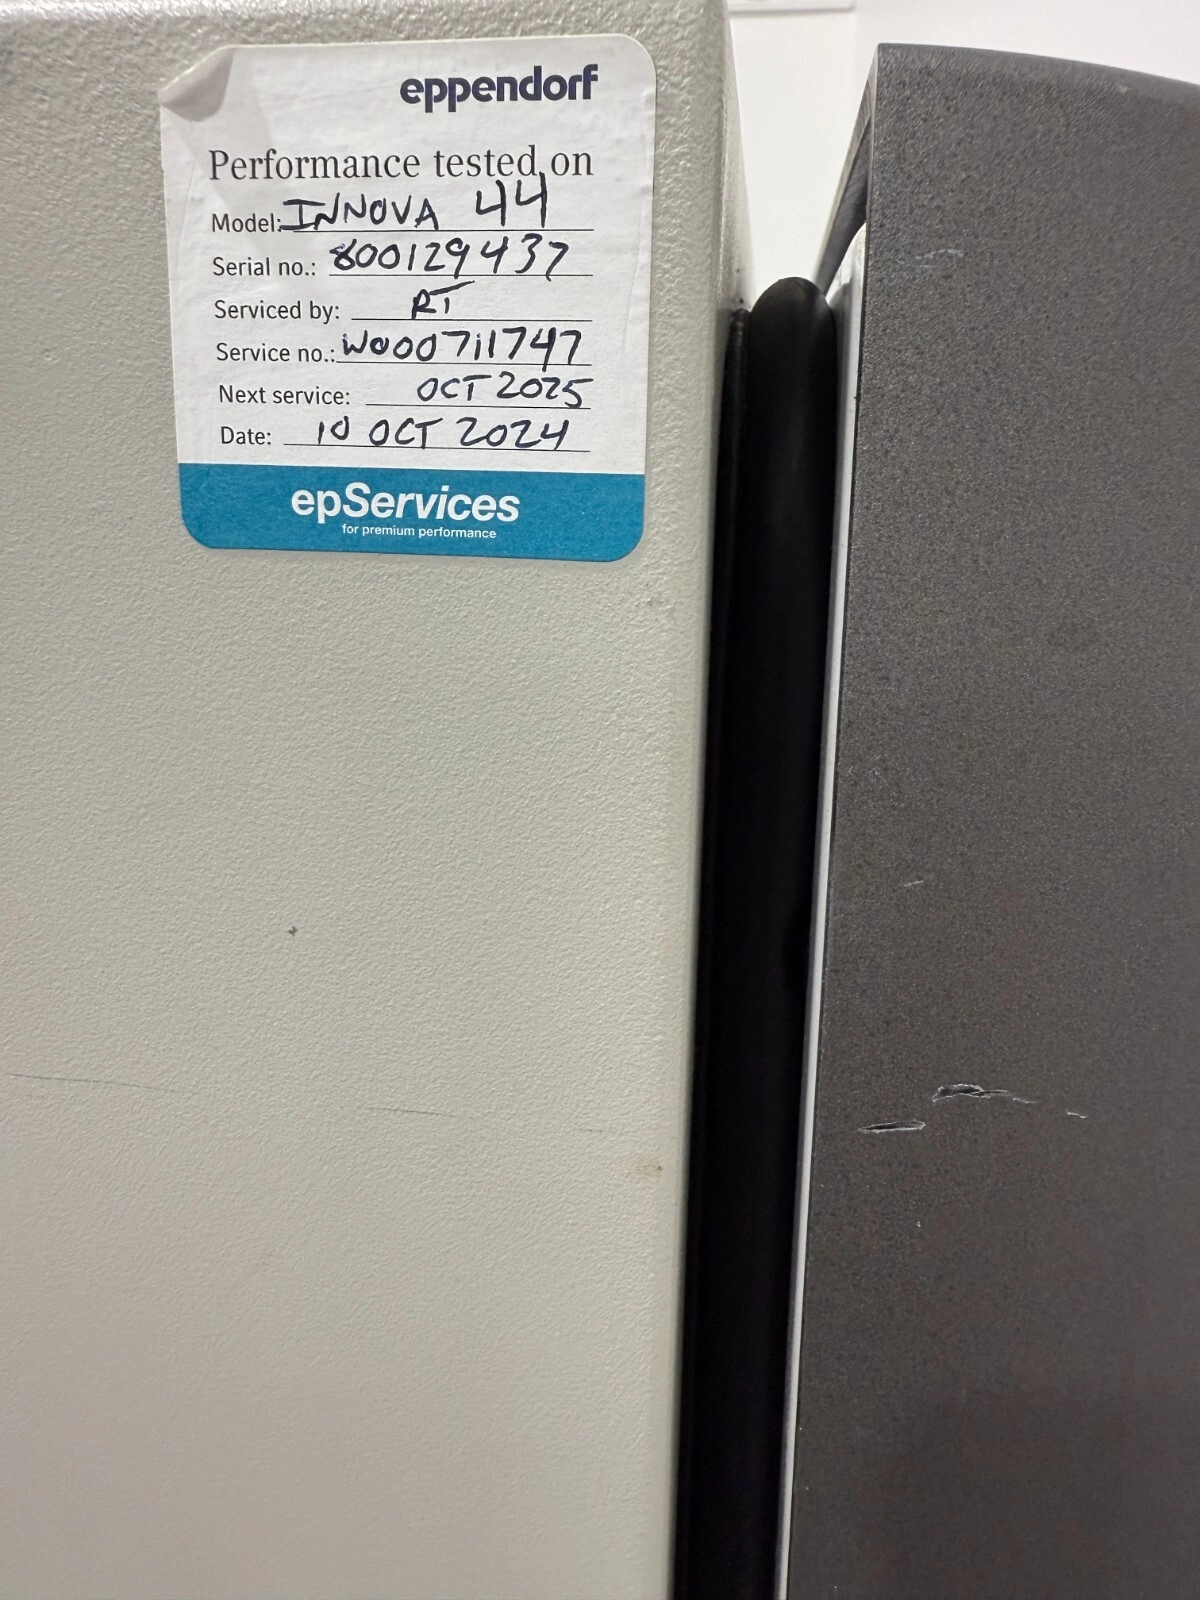 eppendorf
Performance tested on
Model: INNOVA 44
Serial no.: 800129437
Serviced by: RT
Service no.: W000711747
Next service: OCT 2025
Date: 10 OCT 2024
epServices
for premium performance